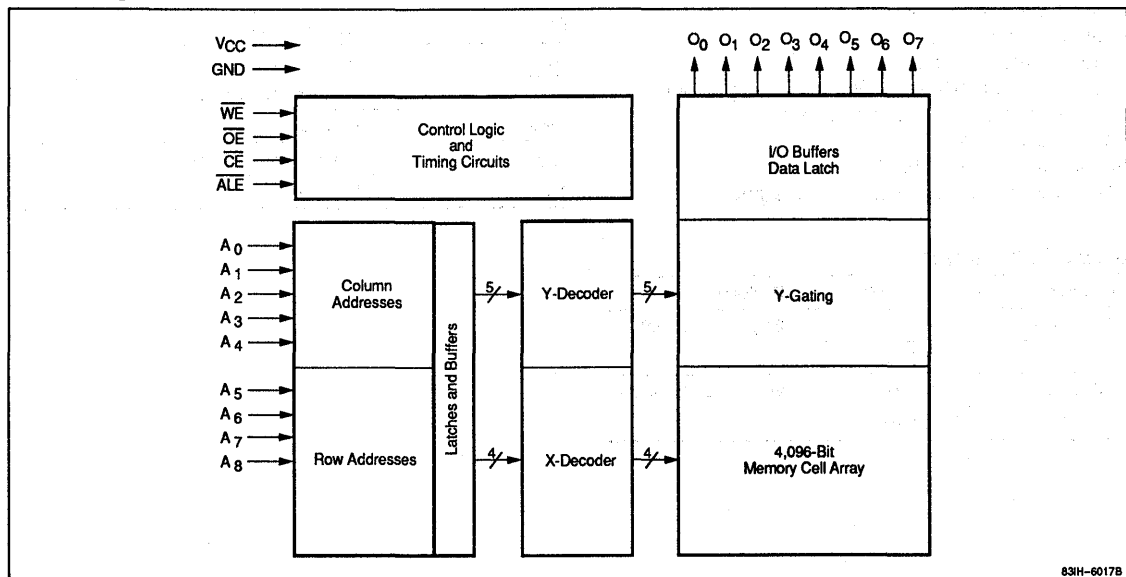 VCC
GND
WE
OE
CE
ALE
Control Logic
and
Timing Circuits
O0 O1 O2 O3 O4 O5 O6 O7
I/O Buffers
Data Latch
A0
A1
A2
A3
A4
Column
Addresses
A5
A6
A7
A8
Row Addresses
Latches and Buffers
5
4
Y-Decoder
X-Decoder
5
4
Y-Gating
4,096-Bit
Memory Cell Array
83IH-6017B